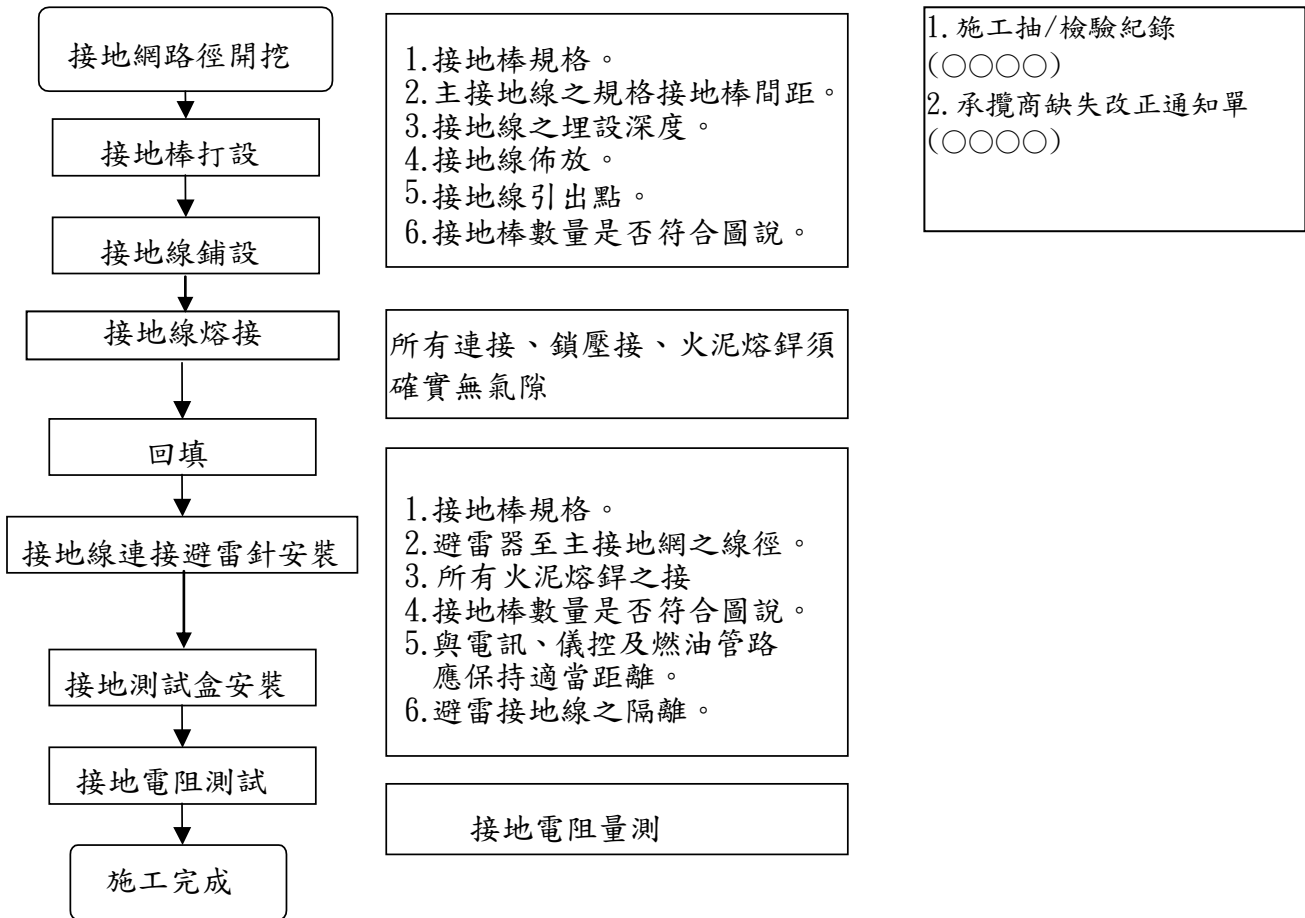 接地網路徑開挖
接地棒打設
接地線鋪設
接地線熔接
回填
接地線連接避雷針安裝
接地測試盒安裝
接地電阻測試
施工完成
1.接地棒規格。
2.主接地線之規格接地棒間距。
3.接地線之埋設深度。
4.接地線佈放。
5.接地線引出點。
6.接地棒數量是否符合圖說。
所有連接、鎖壓接、火泥熔銲須
確實無氣隙
1.接地棒規格。
2.避雷器至主接地網之線徑。
3.所有火泥熔銲之接
4.接地棒數量是否符合圖說。
5.與電訊、儀控及燃油管路
應保持適當距離。
6.避雷接地線之隔離。
接地電阻量測
1.施工抽/檢驗紀錄
(○○○○)
2.承攬商缺失改正通知單
(○○○○)